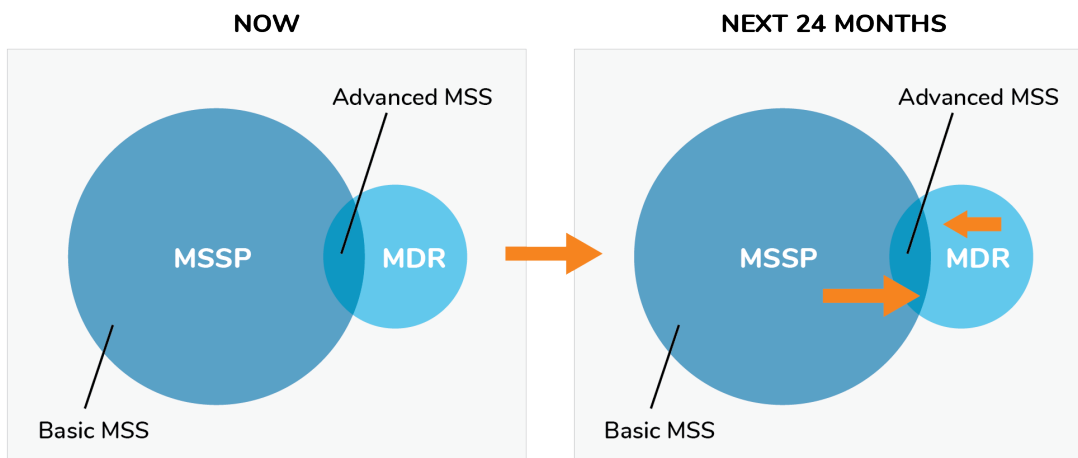 NOW
Advanced MSS
MSSP
MDR
Basic MSS
NEXT 24 MONTHS
Advanced MSS
MSSP
MDR
Basic MSS